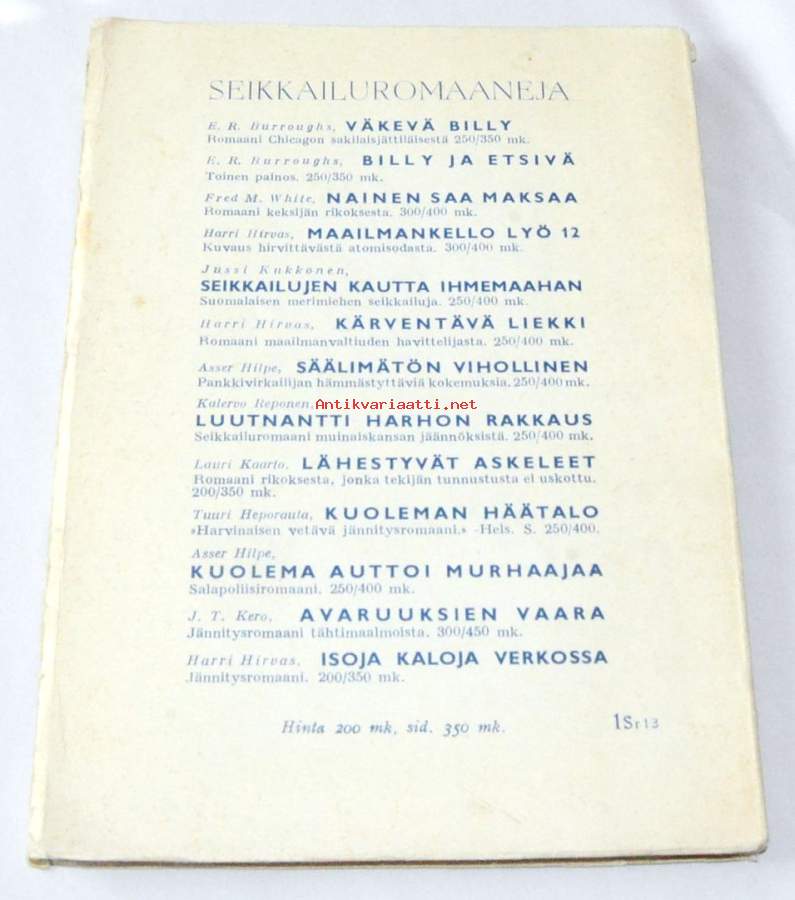 SEIKKAILUROMAANEJA
E. R. Burroughs, VÄKEVÄ BILLY
Romaani Chicagon sakilaisjättiläisestä 250/350 mk.
E. R. Burroughs, BILLY JA ETSIVÄ
Toinen painos. 250/350 mk.
Fred M. White, NAINEN SAA MAKSAA
Romaani keksijän rikoksesta. 300/400 mk.
Harri Hirvas, MAAILMANKELLO LYÖ 12
Kuvaus hirvittävästä atomisodasta. 300/400 mk.
Jussi Kukkonen,
SEIKKAILUJEN KAUTTA IHMEMAAHAN
Suomalaisen merimiehen seikkailuja. 250/400 mk.
Harri Hirvas, KÄRVENTÄVÄ LIEKKI
Romaani maailmanvaltiuden havittelijasta. 250/400 mk.
Asser Hilpe, SÄÄLIMÄTÖN VIHOLLINEN
Pankkivirkailijan hämmästyttäviä kokemuksia. 250/400 mk.
Kalervo Reponen,
Antikvariaatti.net
LUUTNANTTI HARHON RAKKAUS
Seikkailuromaani muinaiskansan jäännöksistä. 250/400 mk.
Lauri Kaarto, LÄHESTYVÄT ASKELEET
Romaani rikoksesta, jonka tekijän tunnustusta ei uskottu.
200/350 mk.
Tuuri Heporauta, KUOLEMAN HÄÄTALO
»Harvinaisen vetävä jännitysromaani.» -Hels. S. 250/400.
Asser Hilpe,
KUOLEMA AUTTOI MURHAAJAA
Salapoliisiromaani. 250/400 mk.
J. T. Kero, AVARUUKSIEN VAARA
Jännitysromaani tähtimaalmoista. 300/450 mk.
Harri Hirvas, ISOJA KALOJA VERKOSSA
Jännitysromaani. 200/350 mk.
Hinta 200 mk, sid. 350 mk. 1Sr13